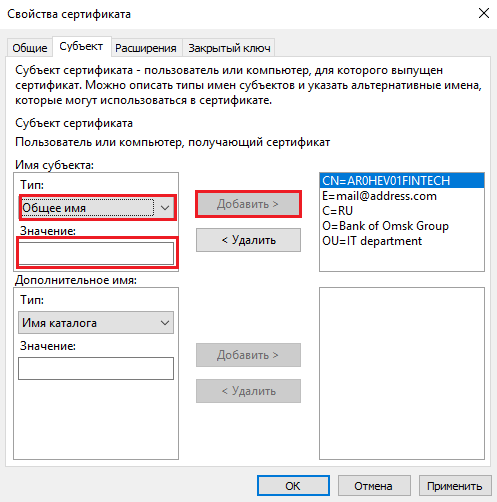 Свойства сертификата
Общие Субъект Расширения Закрытый ключ
Субъект сертификата - пользователь или компьютер, для которого выпущен
сертификат. Можно описать типы имен субъектов и указать альтернативные имена,
которые могут использоваться в сертификате.
Субъект сертификата
Пользователь или компьютер, получающий сертификат
Имя субъекта:
Тип:
Общее имя
Значение:
Добавить >
< Удалить
CN=AR0HEV01FINTECH
E=mail@address.com
C=RU
O=Bank of Omsk Group
OU=IT department
Дополнительное имя:
Тип:
Имя каталога
Значение:
Добавить >
< Удалить
ОК Отмена Применить